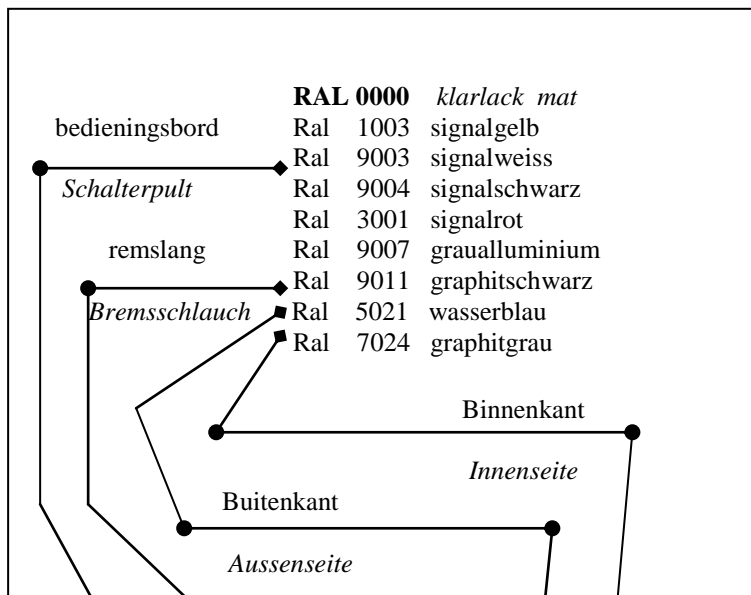 RAL 0000 klarlack mat
bedieningsbord
Ral 1003 signalgelb
Ral 9003 signalweiss
Schalterpult
Ral 9004 signalschwarz
Ral 3001 signalrot
remslang
Ral 9007 graualluminium
Ral 9011 graphitschwarz
Bremsschlauch
Ral 5021 wasserblau
Ral 7024 graphitgrau
Binnenkant
Innenseite
Buitenkant
Aussenseite